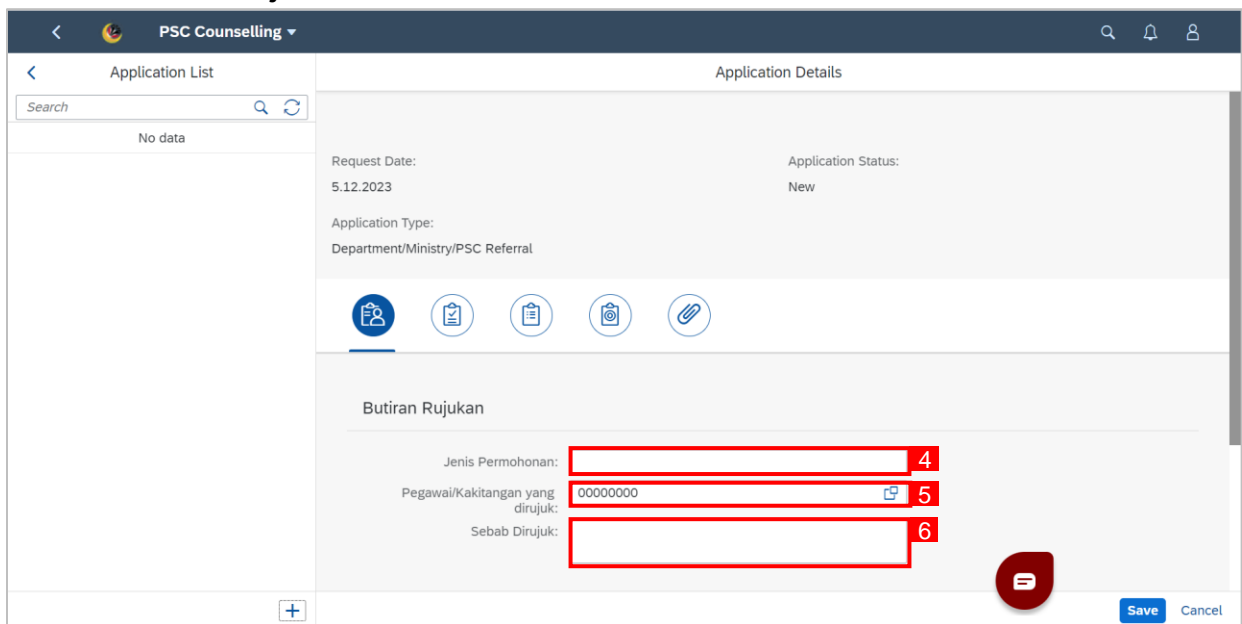 PSC Counselling
Application List
Application Details
Search
No data
Request Date:
Application Status:
5.12.2023
New
Application Type:
Department/Ministry/PSC Referral
Butiran Rujukan
Jenis Permohonan:
4
Pegawai/Kakitangan yang
dirujuk:
00000000
5
Sebab Dirujuk:
6
Save
Cancel